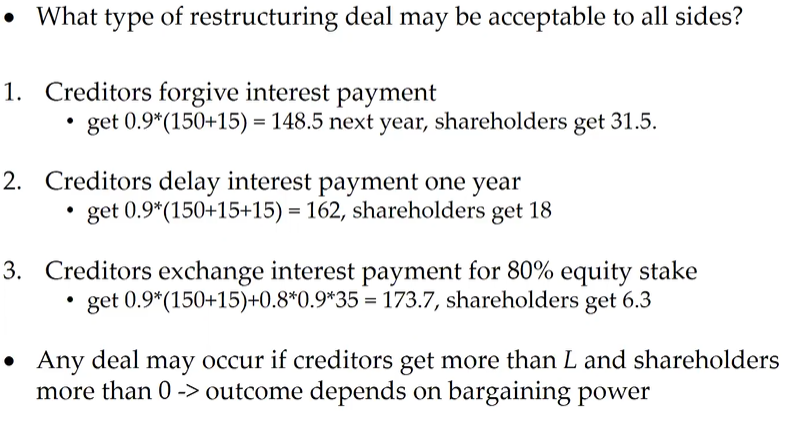 • What type of restructuring deal may be acceptable to all sides?
1. Creditors forgive interest payment
• get 0.9*(150+15) = 148.5 next year, shareholders get 31.5.
2. Creditors delay interest payment one year
• get 0.9*(150+15+15) = 162, shareholders get 18
3. Creditors exchange interest payment for 80% equity stake
• get 0.9*(150+15)+0.8*0.9*35 = 173.7, shareholders get 6.3
• Any deal may occur if creditors get more than L and shareholders
more than 0 -> outcome depends on bargaining power